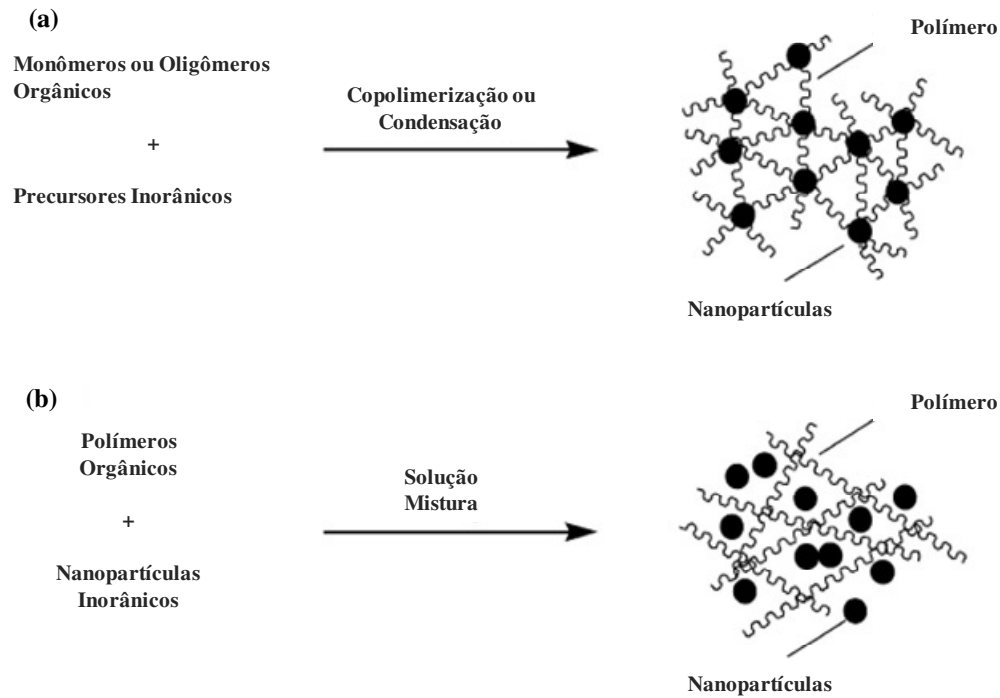 (a)
Polímero
Monômeros ou Oligômeros
Orgânicos
+
Precursores Inorânicos
Copolimerização ou
Condensação
Nanopartículas
(b)
Polímero
Polímeros
Orgânicos
+
Nanopartículas
Inorânicos
Solução
Mistura
Nanopartículas